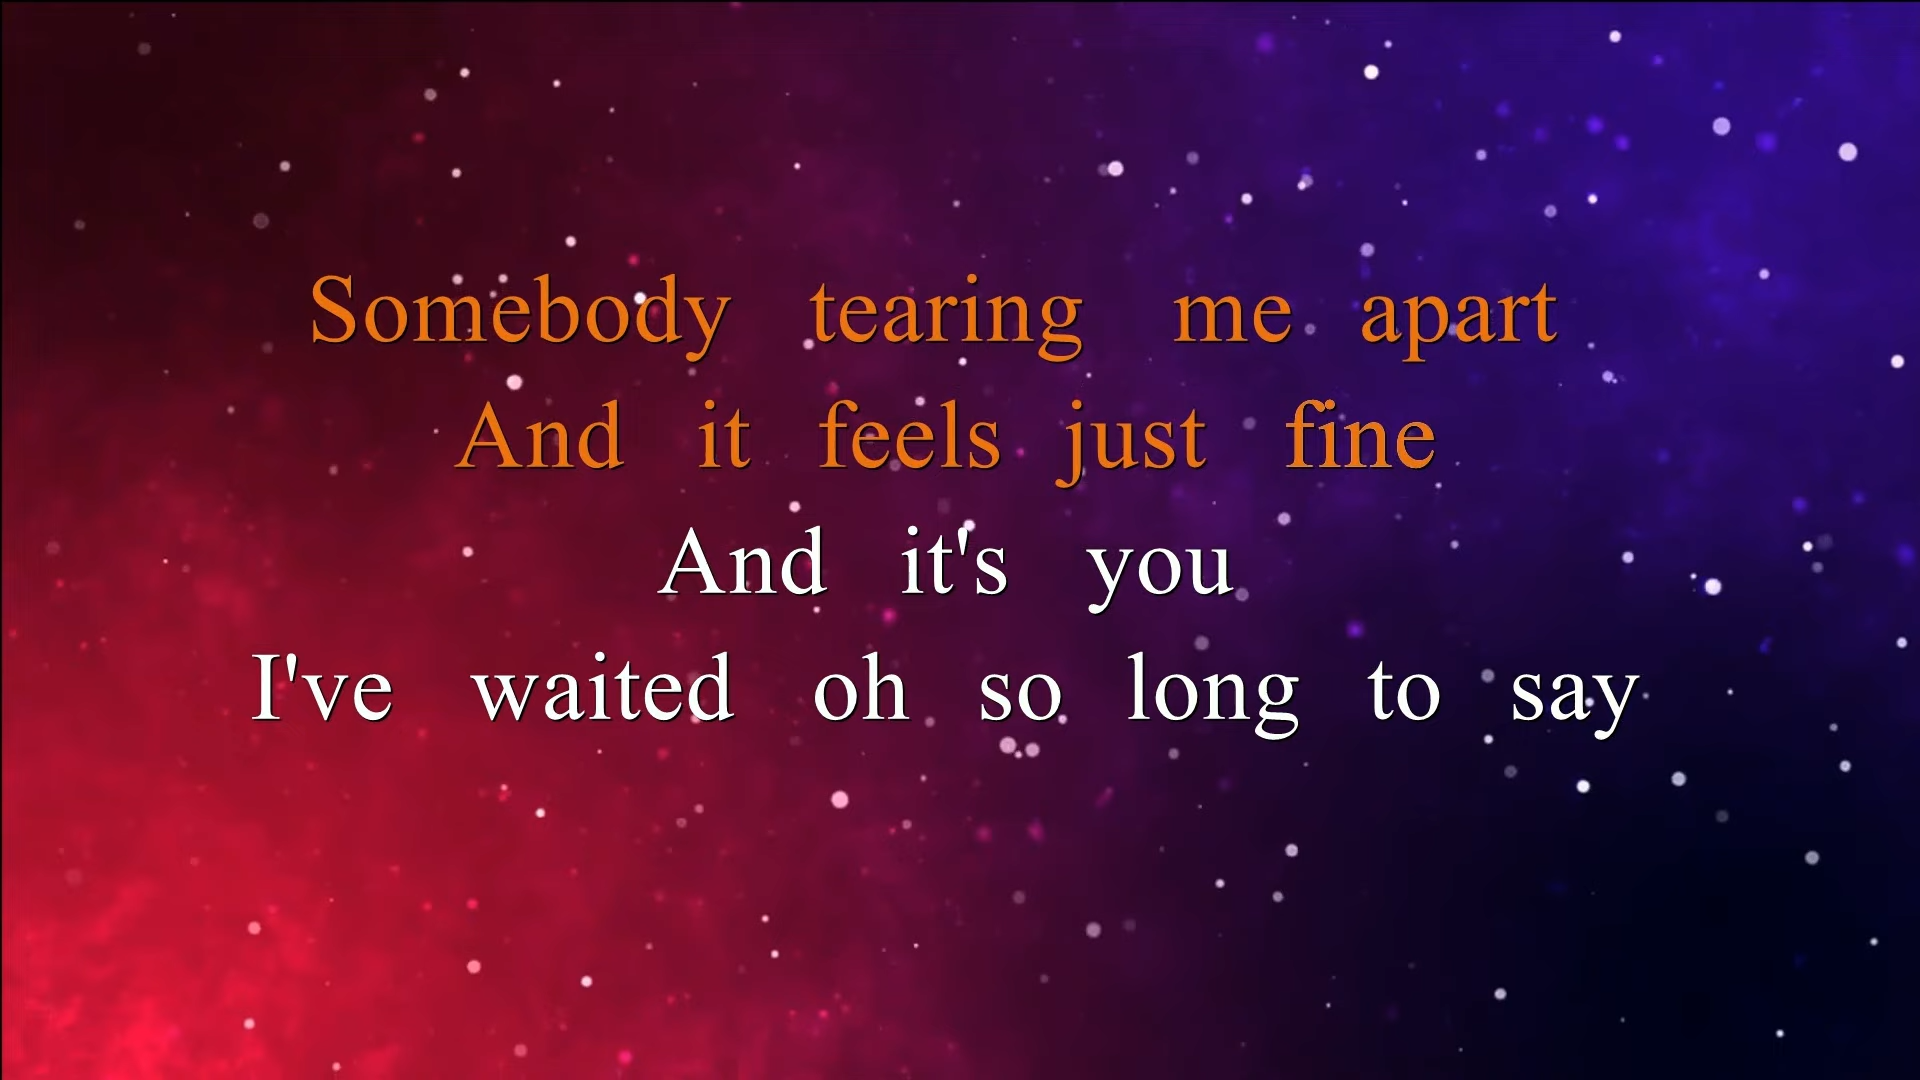 Somebody tearing me apart
And it feels just fine
And it's you
I've waited oh so long to say